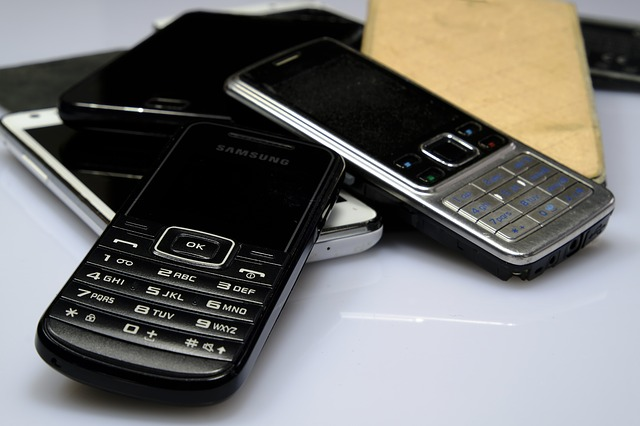 SAMSUNG
OK
1
2 ABC
3 DEF
4 GHI
5 JKL
6 MNO
7 PQRS
8 TUV
9 WXYZ
*
0 +
#